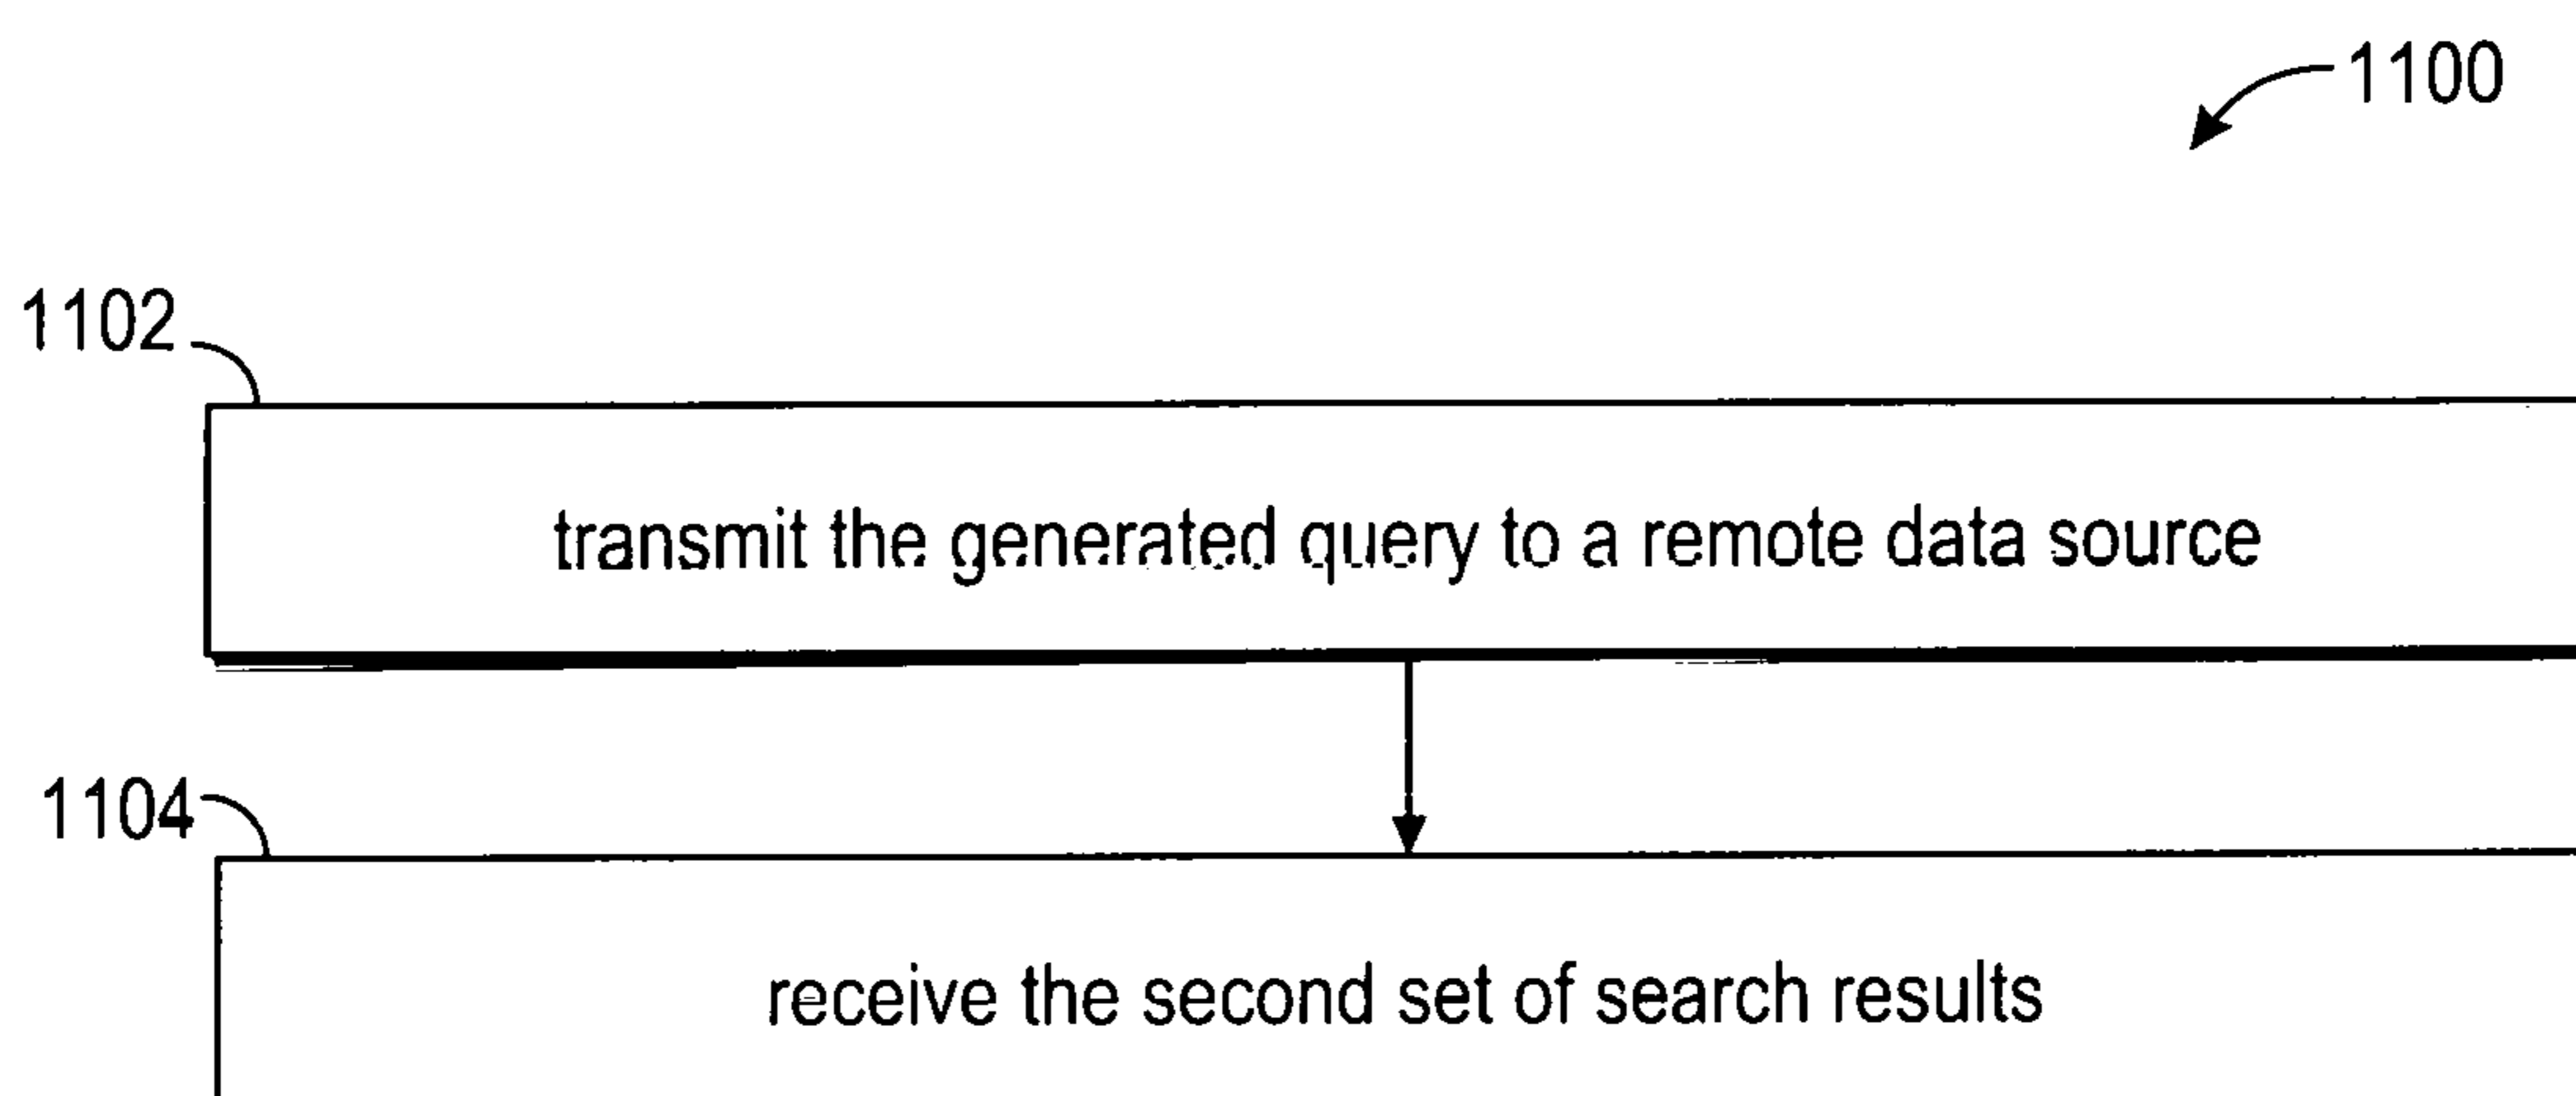 1100
1102
transmit the generated query to a remote data source
1104
receive the second set of search results